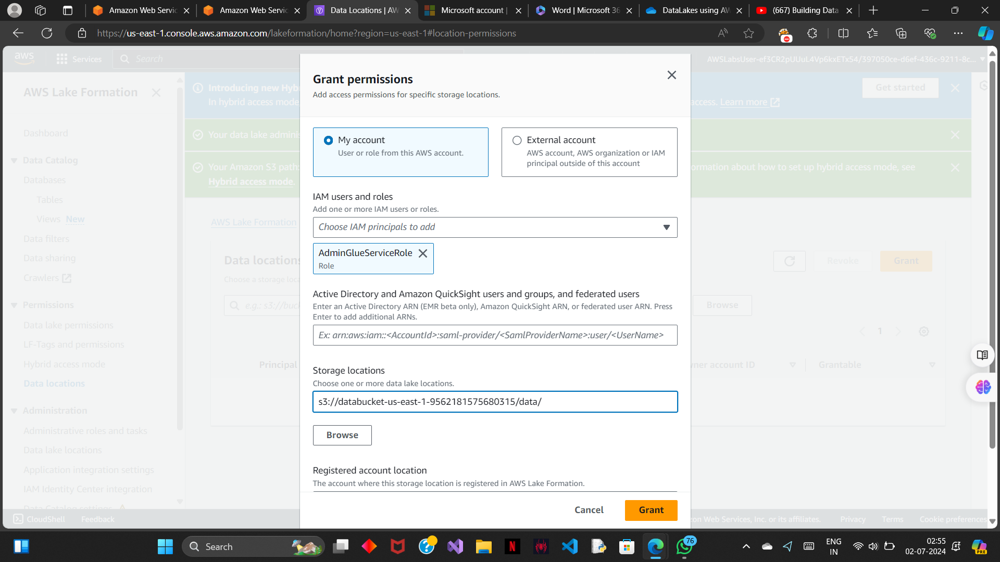 Amazon Web Servic
Amazon Web Servic
Data Locations | AW
Microsoft account |
Word | Microsoft 36
DataLakes using AW
(667) Building Data
https://us-east-1.console.aws.amazon.com/lakeformation/home?region=us-east-1#location-permissions
aws
Services
Search
AWSLabsUser-ef3CR2pUUuL4Vp6kxETx54/397050ce-d6ef-436c-9211-8c...
AWS Lake Formation
Dashboard
Data Catalog
Databases
Tables
Views New
Data filters
Data sharing
Crawlers
Permissions
Data lake permissions
LF-Tags and permissions
Hybrid access mode
Data locations
Administration
Administrative roles and tasks
Data lake locations
Application integration settings
IAM Identity Center integration
Data Catalog settings
Introducing new Hyb
In hybrid access mode,
access. Learn more
Get started
Your data lake adminis
Your Amazon S3 path:
ormation about how to set up hybrid access mode, see
Hybrid access mode.
AWS Lake Formation
Data locations
Choose a storage loca
e.g.: s3://buck
Browse
Revoke
Grant
1
Principal
ner account ID
Grantable
Grant permissions
Add access permissions for specific storage locations.
My account
User or role from this AWS account.
External account
AWS account, AWS organization or IAM
principal outside of this account
IAM users and roles
Add one or more IAM users or roles.
Choose IAM principals to add
AdminGlueServiceRole
Role
Active Directory and Amazon QuickSight users and groups, and federated users
Enter an Active Directory ARN (EMR beta only), Amazon QuickSight ARN, or federated user ARN. Press
Enter to add additional ARNs.
Ex: arn:aws:iam::<AccountId>:saml-provider/<SamlProviderName>:user/<UserName>
Storage locations
Choose one or more data lake locations.
s3://databucket-us-east-1-9562181575680315/data/
Browse
Registered account location
The account where this storage location is registered in AWS Lake Formation.
Cancel
Grant
CloudShell
Feedback
zon Web Services, Inc. or its affiliates.
Privacy
Terms
Cookie preferences
Search
76
ENG
IN
02:55
02-07-2024
PRE